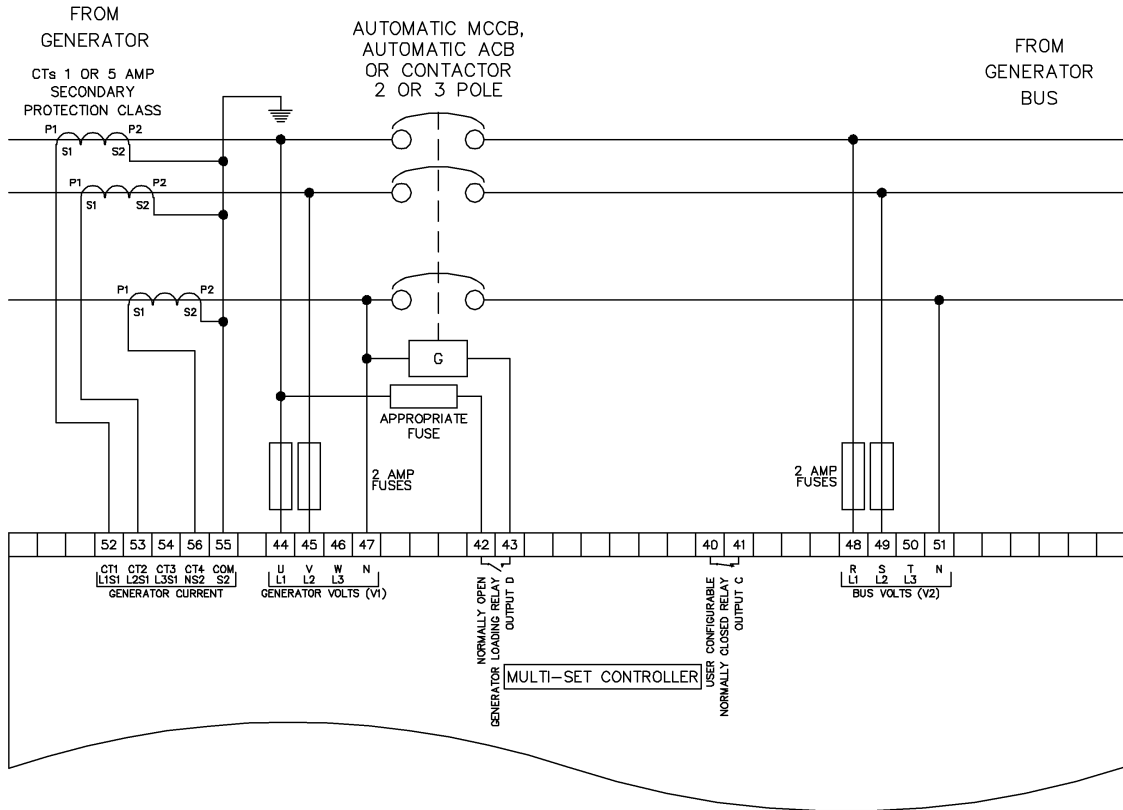 FROM
GENERATOR
CTs 1 OR 5 AMP
SECONDARY
PROTECTION CLASS
AUTOMATIC MCCB,
AUTOMATIC ACB
OR CONTACTOR
2 OR 3 POLE
FROM
GENERATOR
BUS
P1 P2
S1 S2
P1 P2
S1 S2
P1 P2
S1 S2
G
APPROPRIATE
FUSE
2 AMP
FUSES
2 AMP
FUSES
52 53 54 56 55 44 45 46 47 42 43 40 41 48 49 50 51
CT1 CT2 CT3 CT4 COM
L1S1 L2S1 L3S1 NS2 S2
GENERATOR CURRENT
U V W N
L1 L2 L3
GENERATOR VOLTS (V1)
NORMALLY OPEN
GENERATOR LOADING RELAY
OUTPUT D
MULTI-SET CONTROLLER
USER CONFIGURABLE
NORMALLY CLOSED RELAY
OUTPUT C
R S T N
L1 L2 L3
BUS VOLTS (V2)